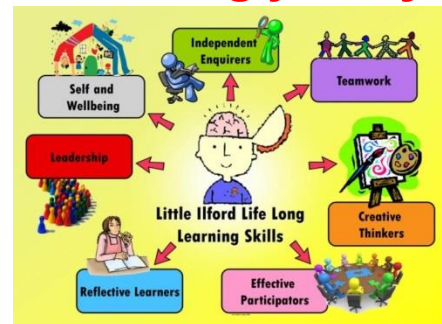 Independent
Enquirers
Self and
Wellbeing
Teamwork
Leadership
Little Ilford Life Long
Learning Skills
Creative
Thinkers
Reflective Learners
Effective
Participators